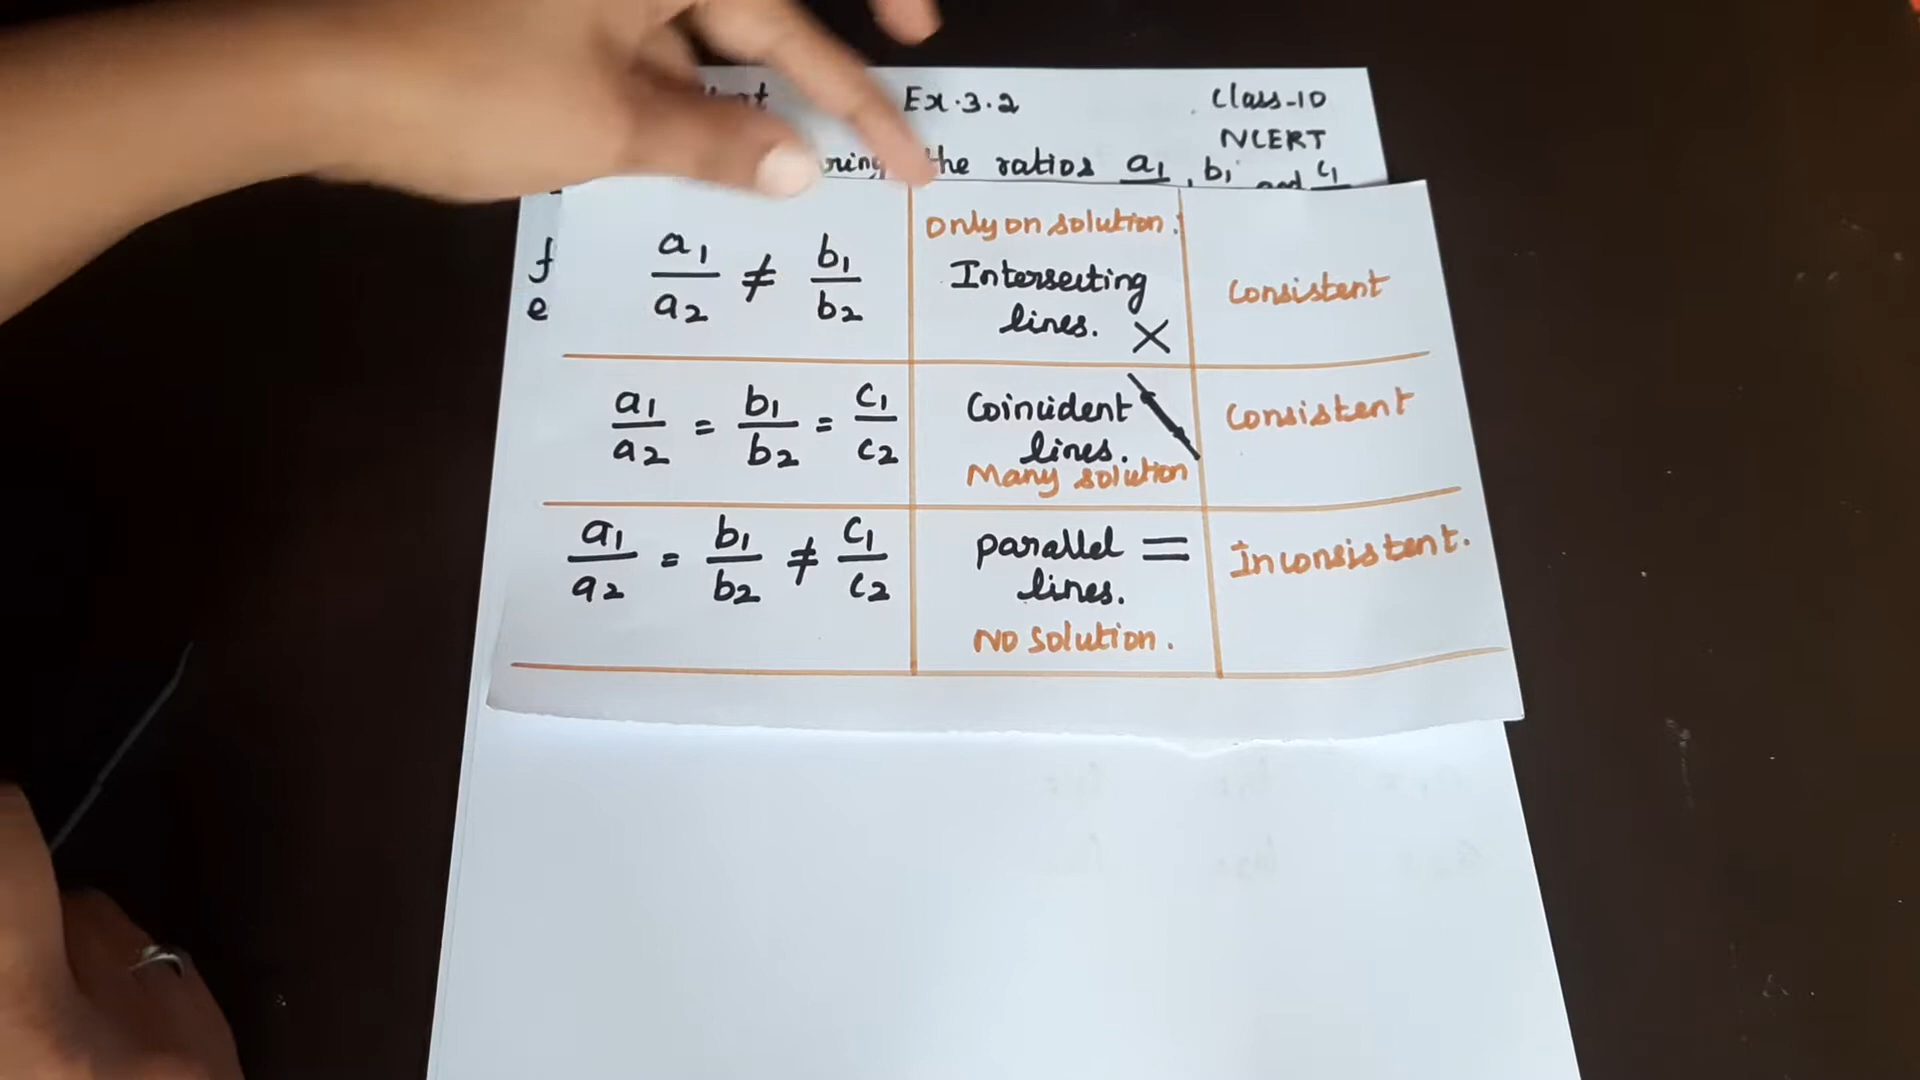 Ex.3.2
Class-10
NCERT
the ratios a1 , b1 and c1
f
e
a1/a2 ≠ b1/b2
Only on solution.
Intersecting
lines.
Consistent
a1/a2 = b1/b2 = c1/c2
Coincident
lines.
Many solution
Consistent
a1/a2 = b1/b2 ≠ c1/c2
parallel
lines.
No solution.
Inconsistent.